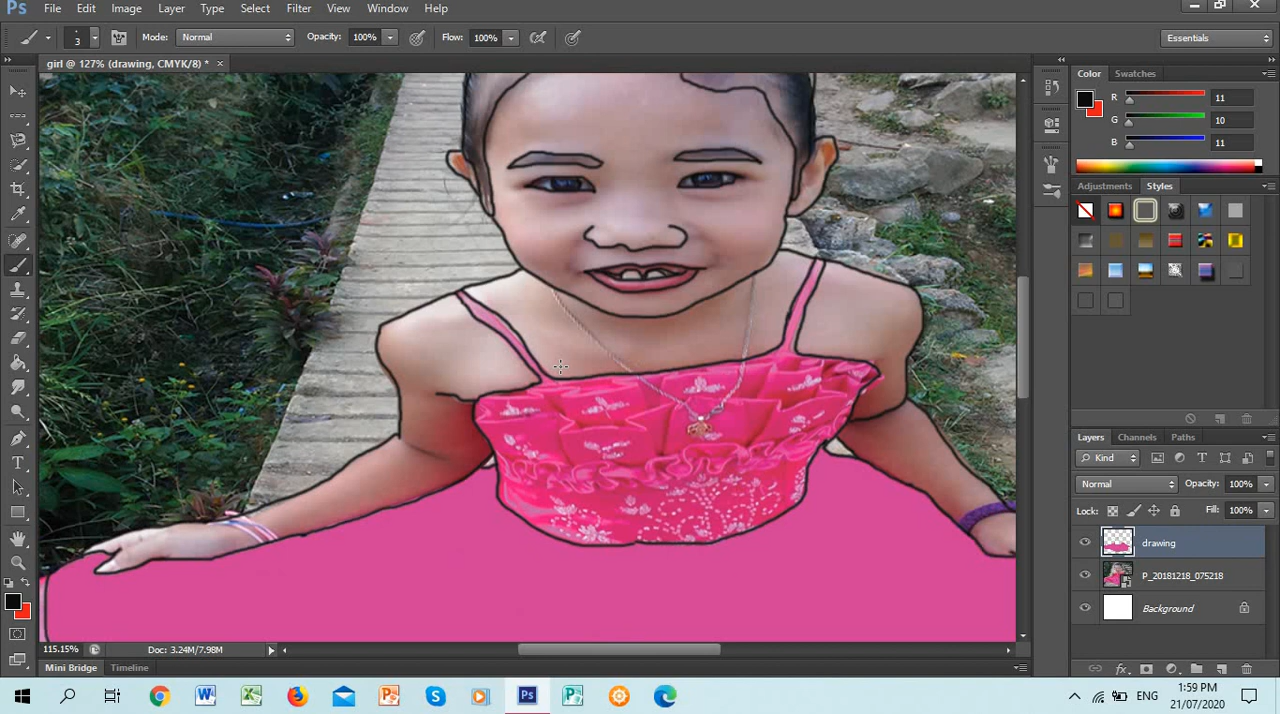 Ps File Edit Image Layer Type Select Filter View Window Help
3 Mode: Normal Opacity: 100% Flow: 100% Essentials
girl @ 127% (drawing, CMYK/8) * ×
Color Swatches
R 11
G 10
B 11
Adjustments Styles
Layers Channels Paths
Kind
Normal Opacity: 100%
Lock: Fill: 100%
drawing
P_20181218_075218
Background
115.15% Doc: 3.24M/7.98M
Mini Bridge Timeline
ENG
1:59 PM
21/07/2020